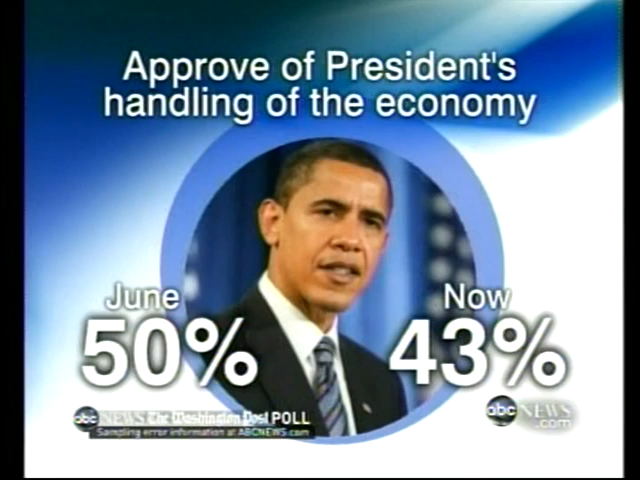 Approve of President's
handling of the economy
June
Now
50%
43%
abc NEWS The Washington Post POLL
Sampling error information at ABCNEWS.com
abc NEWS
.com